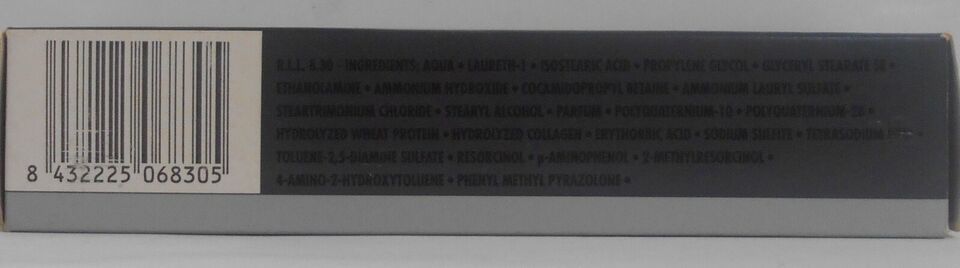 R.I.L. 8.30 - INGREDIENTS: AQUA • LAURETH-1 • ISOSTEARIC ACID • PROPYLENE GLYCOL • GLYCERYL STEARATE SE •
ETHANOLAMINE • AMMONIUM HYDROXIDE • COCAMIDOPROPYL BETAINE • AMMONIUM LAURYL SULFATE •
STEARTRIMONIUM CHLORIDE • STEARYL ALCOHOL • PARFUM • POLYQUATERNIUM-10 • POLYQUATERNIUM-28 •
HYDROLYZED WHEAT PROTEIN • HYDROLYZED COLLAGEN • ERYTHORBIC ACID • SODIUM SULFITE • TETRASODIUM
TOLUENE-2,5-DIAMINE SULFATE • RESORCINOL • p-AMINOPHENOL • 2-METHYLRESORCINOL •
4-AMINO-2-HYDROXYTOLUENE • PHENYL METHYL PYRAZOLONE •
8 432225 068305